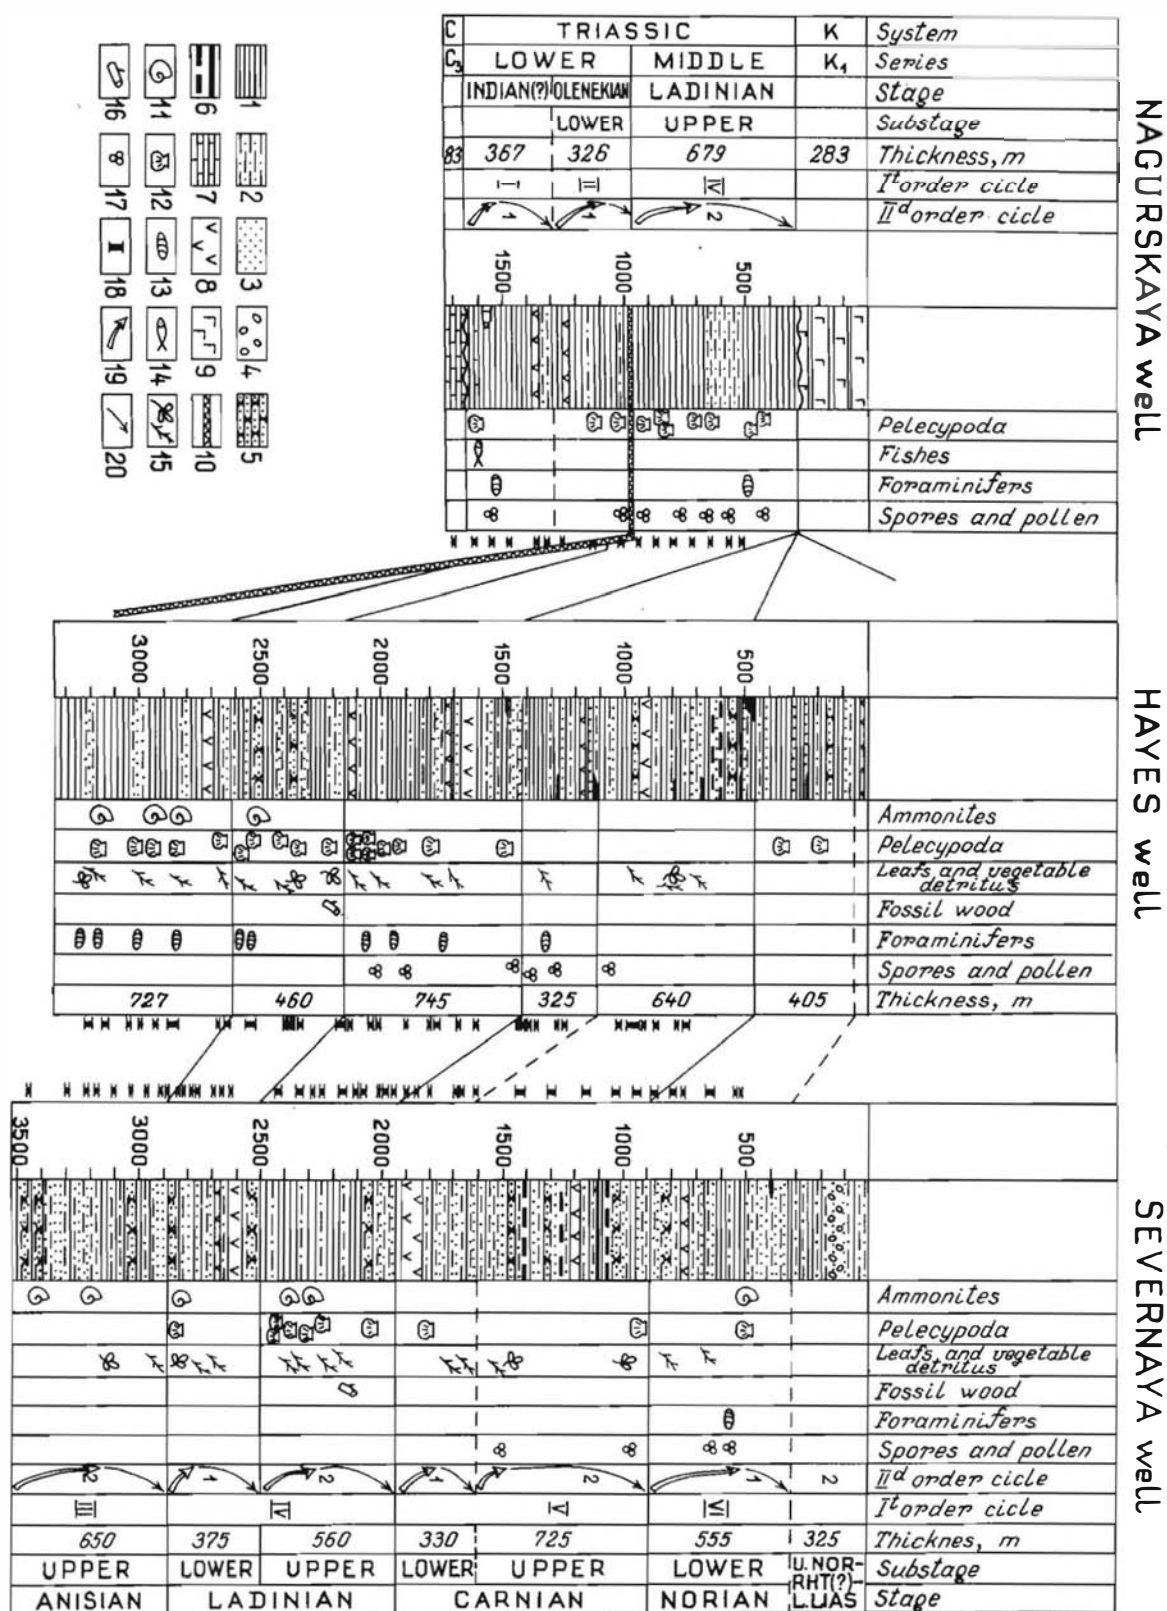 C TRIASSIC K System
C₃ LOWER MIDDLE K₁ Series
INDIAN(?) OLENEKIAN LADINIAN Stage
LOWER UPPER Substage
83 367 326 679 283 Thickness, m
I II IV Iᵗ order cicle
1 1 2 IIᵈ order cicle
1500 1000 500
Pelecypoda
Fishes
Foraminifers
Spores and pollen
NAGURSKAYA well
16 11 6 1
17 12 7 2
18 13 8 3
19 14 9 4
20 15 10 5
3000 2500 2000 1500 1000 500
Ammonites
Pelecypoda
Leafs and vegetable
detritus
Fossil wood
Foraminifers
Spores and pollen
727 460 745 325 640 405 Thickness, m
HAYES well
3500 3000 2500 2000 1500 1000 500
Ammonites
Pelecypoda
Leafs and vegetable
detritus
Fossil wood
Foraminifers
Spores and pollen
2 1 2 1 2 1 2 IIᵈ order cicle
III IV V VI Iᵗ order cicle
650 375 560 330 725 555 325 Thicknes, m
UPPER LOWER UPPER LOWER UPPER LOWER U. NOR- Substage
RHT(?)-
ANISIAN LADINIAN CARNIAN NORIAN L.LIAS Stage
SEVERNAYA well